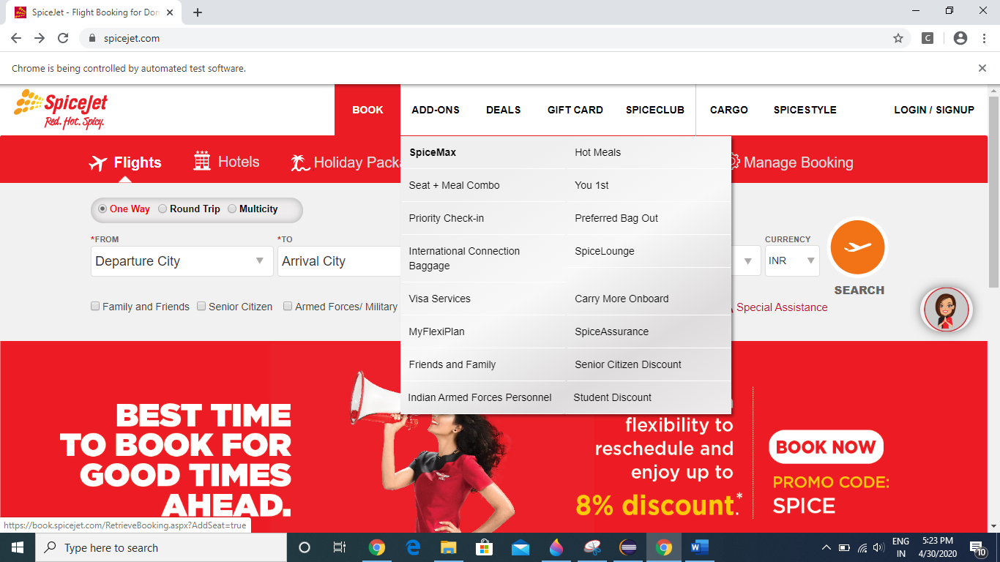 SpiceJet - Flight Booking for Dom
spicejet.com
C
Chrome is being controlled by automated test software.
SpiceJet
Red. Hot. Spicy.
BOOK
ADD-ONS
DEALS
GIFT CARD
SPICECLUB
CARGO
SPICESTYLE
LOGIN / SIGNUP
Flights
Hotels
Holiday Packa
Manage Booking
SpiceMax
Hot Meals
Seat + Meal Combo
You 1st
Priority Check-in
Preferred Bag Out
International Connection
Baggage
SpiceLounge
Visa Services
Carry More Onboard
MyFlexiPlan
SpiceAssurance
Friends and Family
Senior Citizen Discount
Indian Armed Forces Personnel
Student Discount
One Way
Round Trip
Multicity
*FROM
*TO
CURRENCY
Departure City
Arrival City
INR
SEARCH
Family and Friends
Senior Citizen
Armed Forces/ Military
Special Assistance
BEST TIME
TO BOOK FOR
GOOD TIMES
AHEAD.
flexibility to
reschedule and
enjoy up to
8% discount.*
BOOK NOW
PROMO CODE:
SPICE
https://book.spicejet.com/RetrieveBooking.aspx?AddSeat=true
Type here to search
ENG
IN
5:23 PM
4/30/2020
10